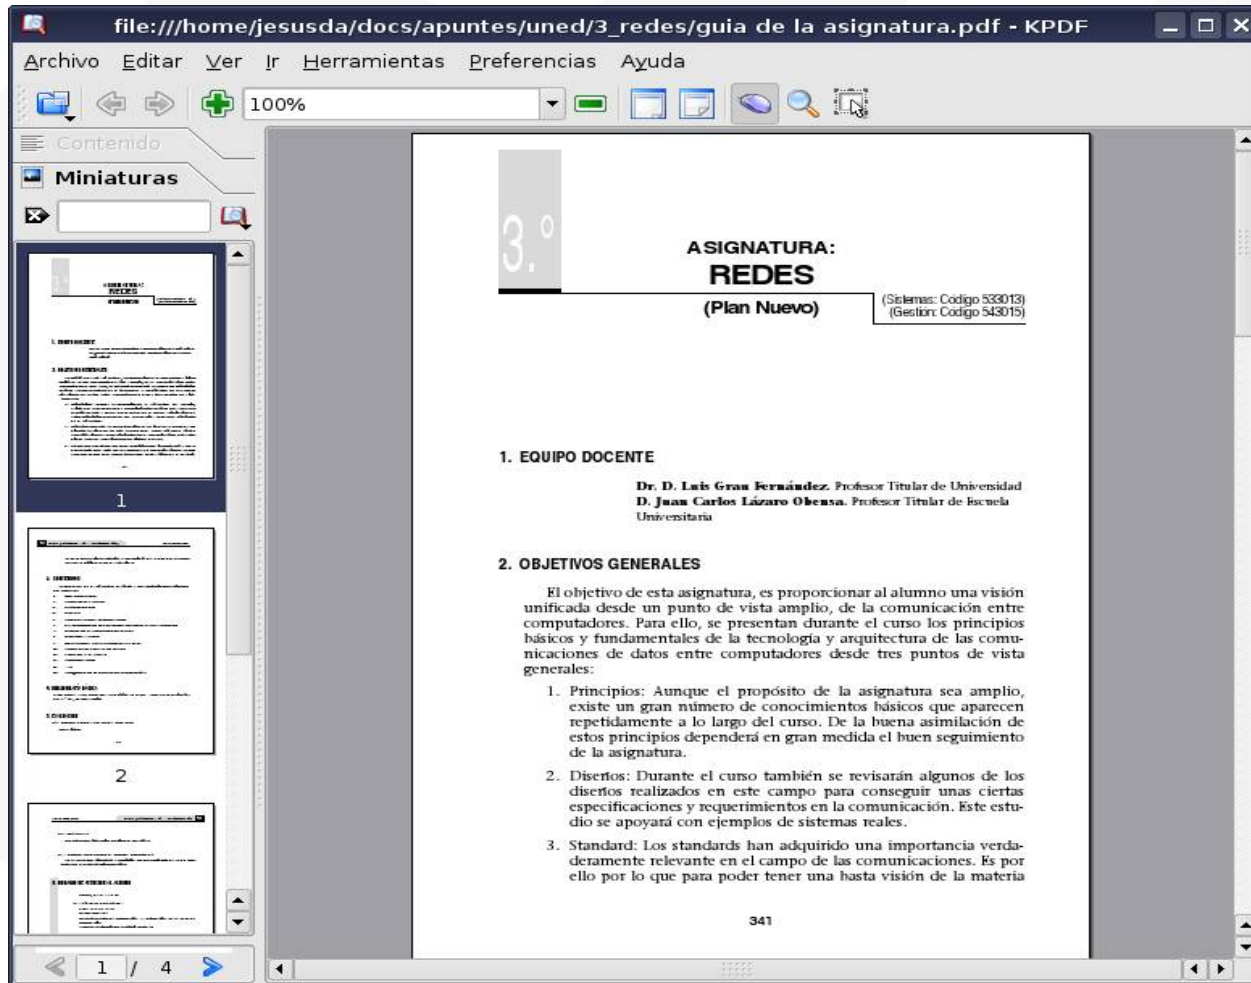 file:///home/jesusda/docs/apuntes/uned/3_redes/guia de la asignatura.pdf - KPDF
Archivo Editar Ver Ir Herramientas Preferencias Ayuda
100%
Contenido
Miniaturas
1
2
1 / 4
3.º
ASIGNATURA:
REDES
(Plan Nuevo)
(Sistemas: Código 533013)
(Gestión: Código 543015)
1. EQUIPO DOCENTE
Dr. D. Luis Grau Fernández. Profesor Titular de Universidad
D. Juan Carlos Lázaro Obensa. Profesor Titular de Escuela
Universitaria
2. OBJETIVOS GENERALES
El objetivo de esta asignatura, es proporcionar al alumno una visión
unificada desde un punto de vista amplio, de la comunicación entre
computadores. Para ello, se presentan durante el curso los principios
básicos y fundamentales de la tecnología y arquitectura de las comu-
nicaciones de datos entre computadores desde tres puntos de vista
generales:
1. Principios: Aunque el propósito de la asignatura sea amplio,
existe un gran número de conocimientos básicos que aparecen
repetidamente a lo largo del curso. De la buena asimilación de
estos principios dependerá en gran medida el buen seguimiento
de la asignatura.
2. Diseños: Durante el curso también se revisarán algunos de los
diseños realizados en este campo para conseguir unas ciertas
especificaciones y requerimientos en la comunicación. Este estu-
dio se apoyará con ejemplos de sistemas reales.
3. Standard: Los standards han adquirido una importancia verda-
deramente relevante en el campo de las comunicaciones. Es por
ello por lo que para poder tener una basta visión de la materia
341